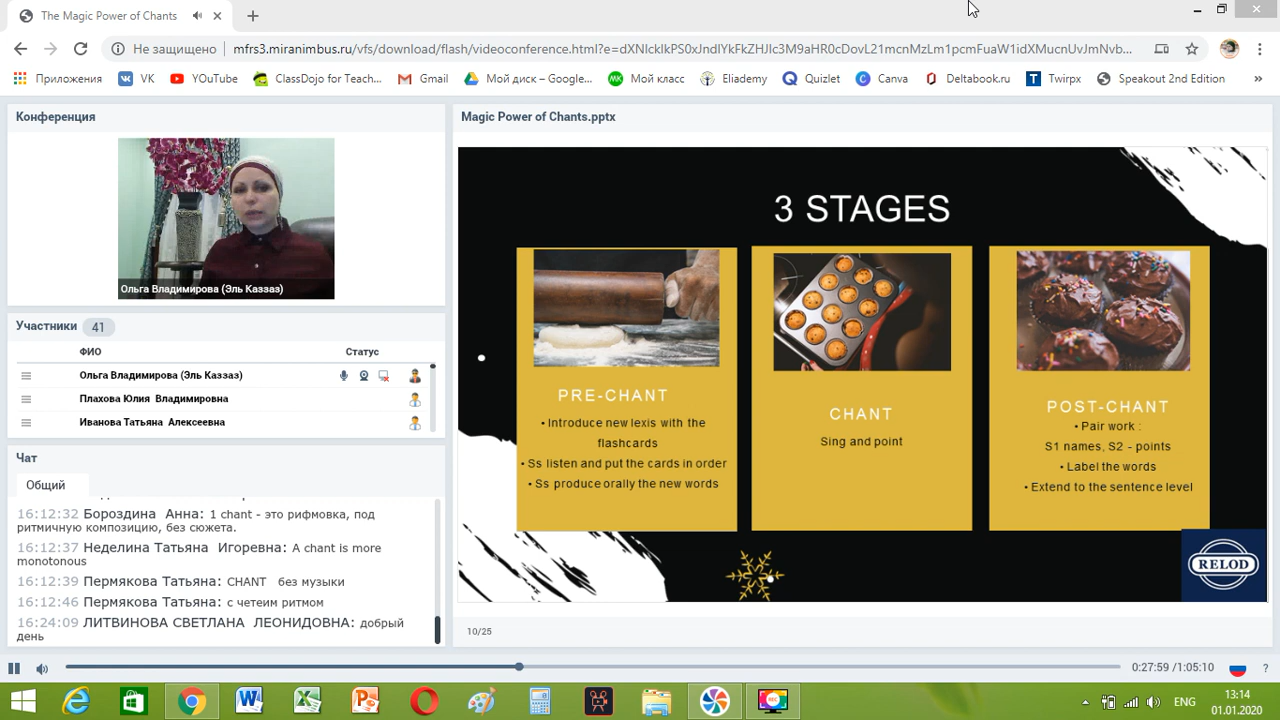 The Magic Power of Chants
Не защищено
mfrs3.miranimbus.ru/vfs/download/flash/videoconference.html?e=dXNlcklkPS0xJndlYkFkZHJlc3M9aHR0cDovL21mcnMzLm1pcmFuaW1idXMucnUvJmNvb...
Приложения
VK
YOutube
ClassDojo for Teach...
Gmail
Мой диск – Google...
Мой класс
Eliademy
Quizlet
Canva
Deltabook.ru
Twirpx
Speakout 2nd Edition
Конференция
Ольга Владимирова (Эль Каззаз)
Участники 41
ФИО Статус
Ольга Владимирова (Эль Каззаз)
Плахова Юлия Владимировна
Иванова Татьяна Алексеевна
Чат
Общий
16:12:32 Бороздина Анна: 1 chant - это рифмовка, под
ритмичную композицию, без сюжета.
16:12:37 Неделина Татьяна Игоревна: A chant is more
monotonous
16:12:39 Пермякова Татьяна: CHANT без музыки
16:12:46 Пермякова Татьяна: с четеим ритмом
16:24:09 ЛИТВИНОВА СВЕТЛАНА ЛЕОНИДОВНА: добрый
день
Magic Power of Chants.pptx
3 STAGES
PRE-CHANT
• Introduce new lexis with the
flashcards
• Ss listen and put the cards in order
• Ss produce orally the new words
CHANT
Sing and point
POST-CHANT
• Pair work :
S1 names, S2 - points
• Label the words
• Extend to the sentence level
RELOD
10/25
0:27:59 / 1:05:10
?
ENG
13:14
01.01.2020